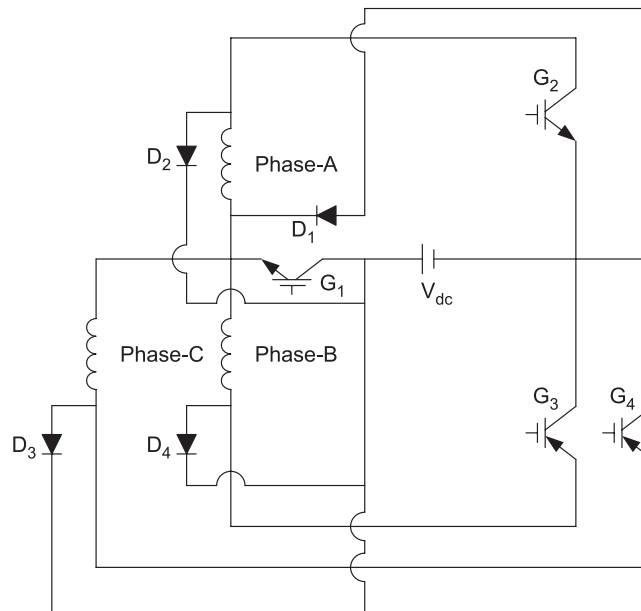 G2
D2
Phase-A
D1
G1
Vdc
Phase-C
Phase-B
G3
G4
D3
D4